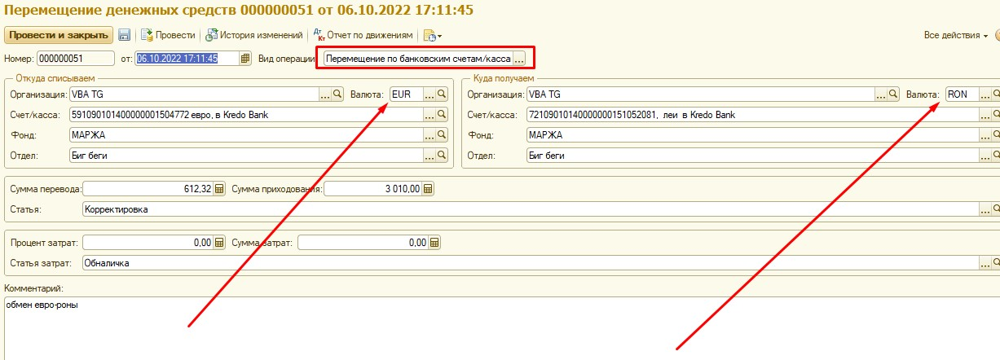 Перемещение денежных средств 000000051 от 06.10.2022 17:11:45
Провести и закрыть Провести История изменений Дт Кт Отчет по движениям Все действия
Номер: 000000051 от: 06.10.2022 17:11:45 Вид операции Перемещение по банковским счетам/касса ...
Откуда списываем Куда получаем
Организация: VBA TG ... Валюта: EUR ... Организация: VBA TG ... Валюта: RON ...
Счет/касса: 591090101400000001504772 евро, в Kredo Bank ... Счет/касса: 72109010140000000151052081, леи в Kredo Bank ...
Фонд: МАРЖА ... Фонд: МАРЖА ...
Отдел: Биг беги ... Отдел: Биг беги ...
Сумма перевода: 612,32 Сумма приходования: 3 010,00
Статья: Корректировка ...
Процент затрат: 0,00 Сумма затрат: 0,00
Статья затрат: Обналичка ...
Комментарий:
обмен евро-роны